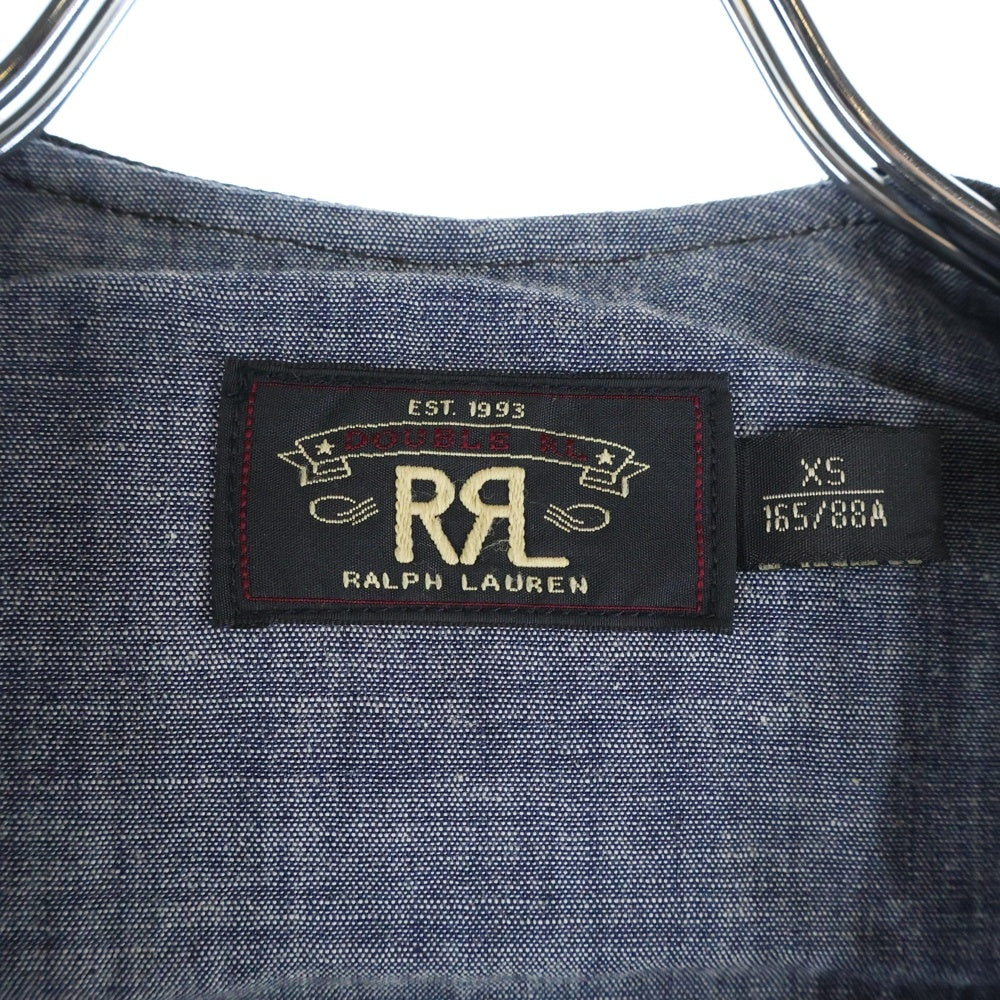 EST. 1993
DOUBLE RL
RRL
RALPH LAUREN
XS
165/88A